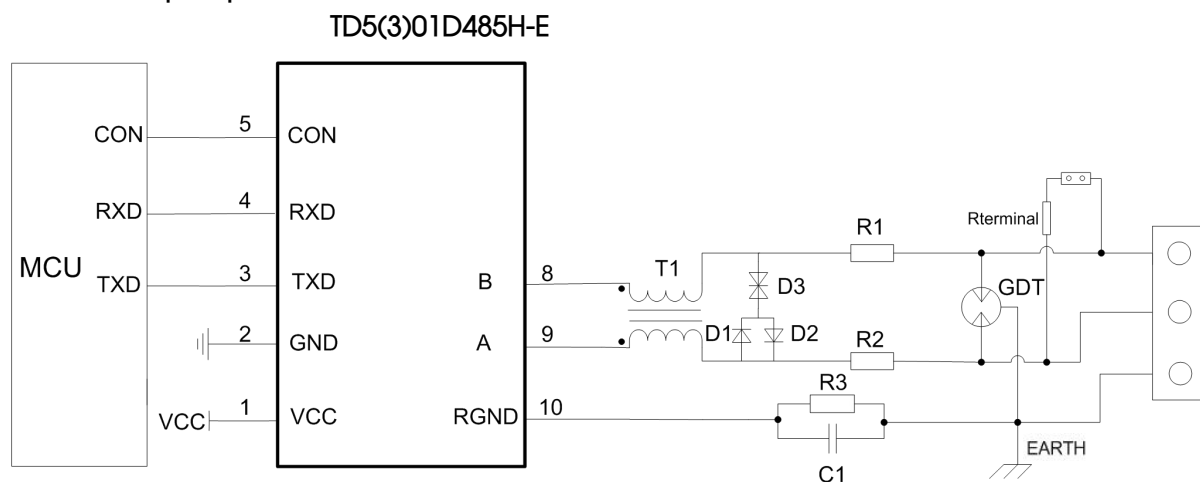 TD5(3)01D485H-E
MCU
CON
RXD
TXD
5
4
3
2
1
CON
RXD
TXD
GND
VCC
VCC
B
A
RGND
8
9
10
T1
D3
D1
D2
R1
R2
R3
C1
GDT
Rterminal
EARTH